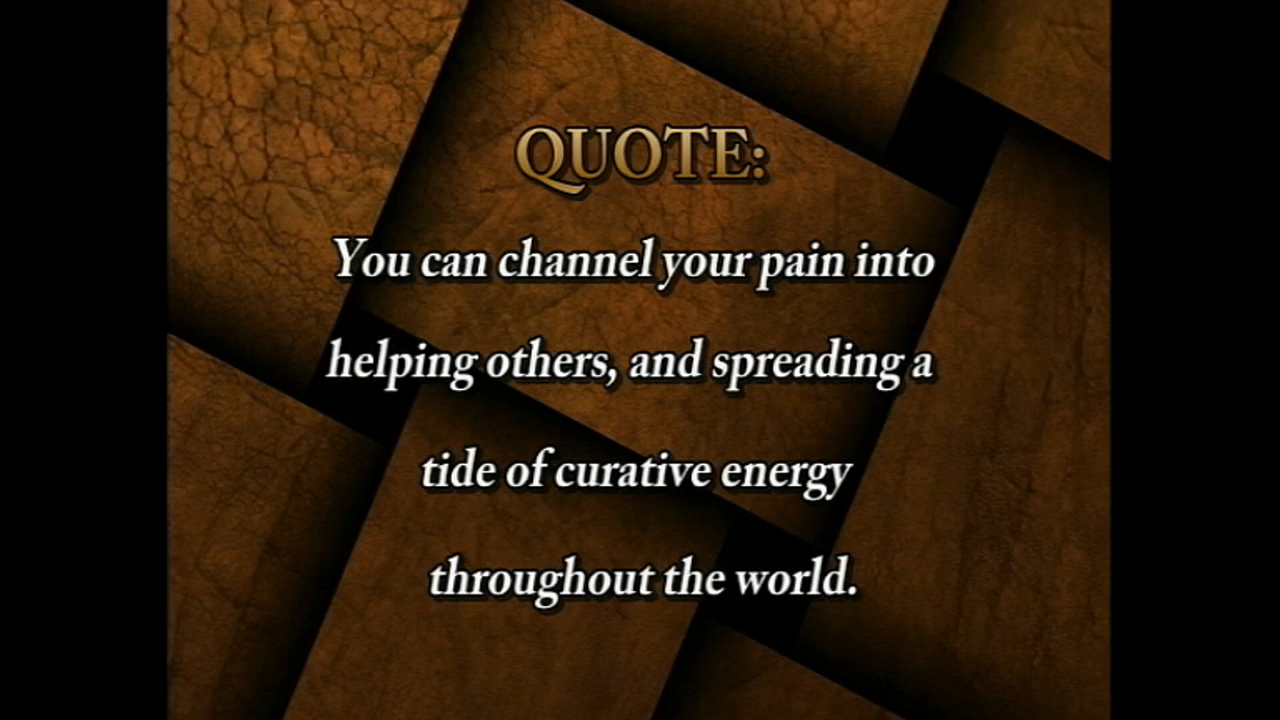 QUOTE:
You can channel your pain into
helping others, and spreading a
tide of curative energy
throughout the world.